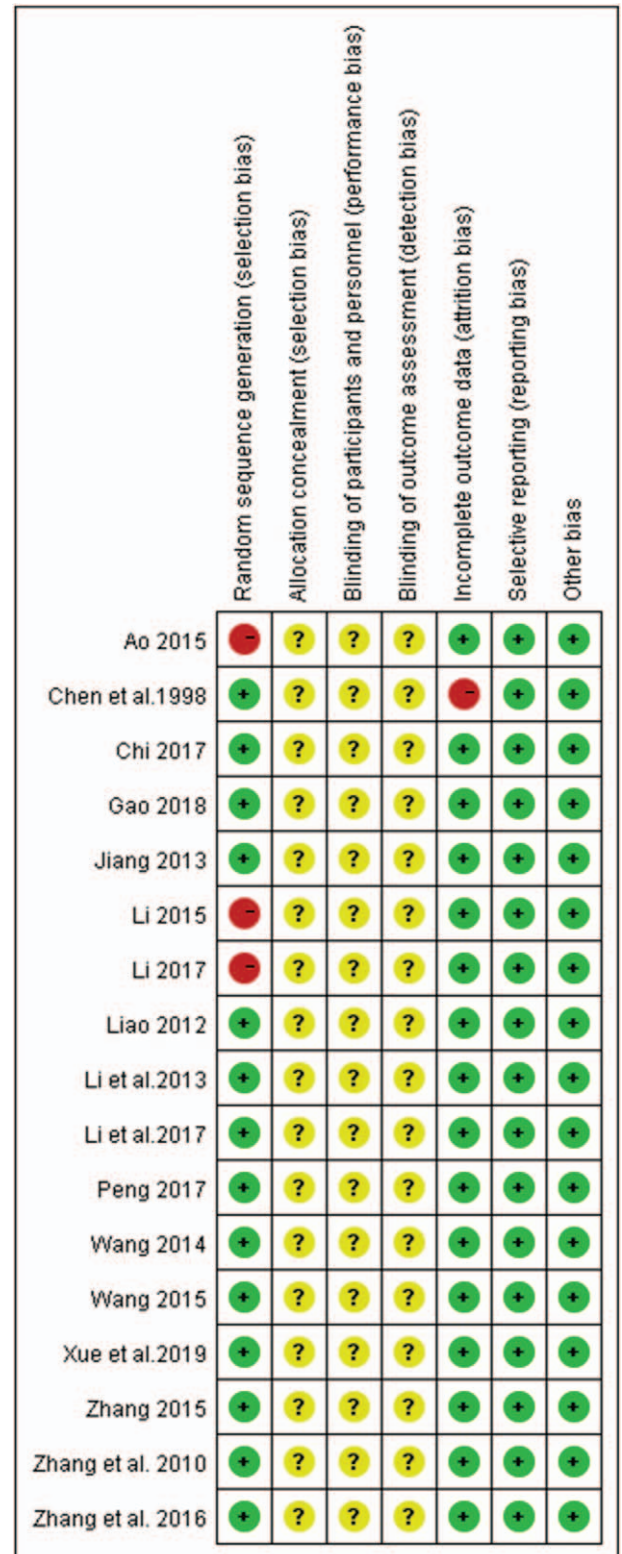 Random sequence generation (selection bias)
Allocation concealment (selection bias)
Blinding of participants and personnel (performance bias)
Blinding of outcome assessment (detection bias)
Incomplete outcome data (attrition bias)
Selective reporting (reporting bias)
Other bias
Ao 2015 - ? ? ? + + +
Chen et al.1998 + ? ? ? - + +
Chi 2017 + ? ? ? + + +
Gao 2018 + ? ? ? + + +
Jiang 2013 + ? ? ? + + +
Li 2015 - ? ? ? + + +
Li 2017 - ? ? ? + + +
Liao 2012 + ? ? ? + + +
Li et al.2013 + ? ? ? + + +
Li et al.2017 + ? ? ? + + +
Peng 2017 + ? ? ? + + +
Wang 2014 + ? ? ? + + +
Wang 2015 + ? ? ? + + +
Xue et al.2019 + ? ? ? + + +
Zhang 2015 + ? ? ? + + +
Zhang et al. 2010 + ? ? ? + + +
Zhang et al. 2016 + ? ? ? + + +